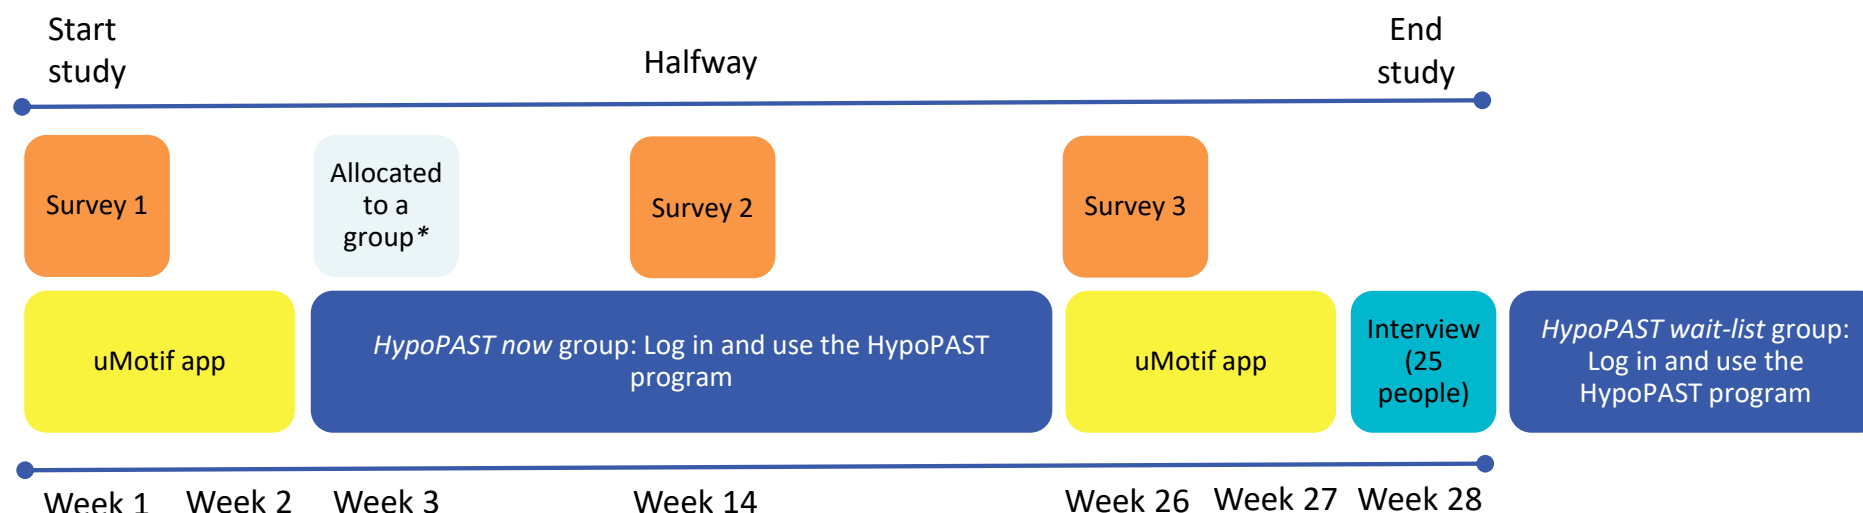 Start
study
Halfway
End
study
Survey 1
Allocated
to a
group*
Survey 2
Survey 3
uMotif app
HypoPAST now group: Log in and use the HypoPAST
program
uMotif app
Interview
(25
people)
HypoPAST wait-list group:
Log in and use the
HypoPAST program
Week 1
Week 2
Week 3
Week 14
Week 26
Week 27
Week 28